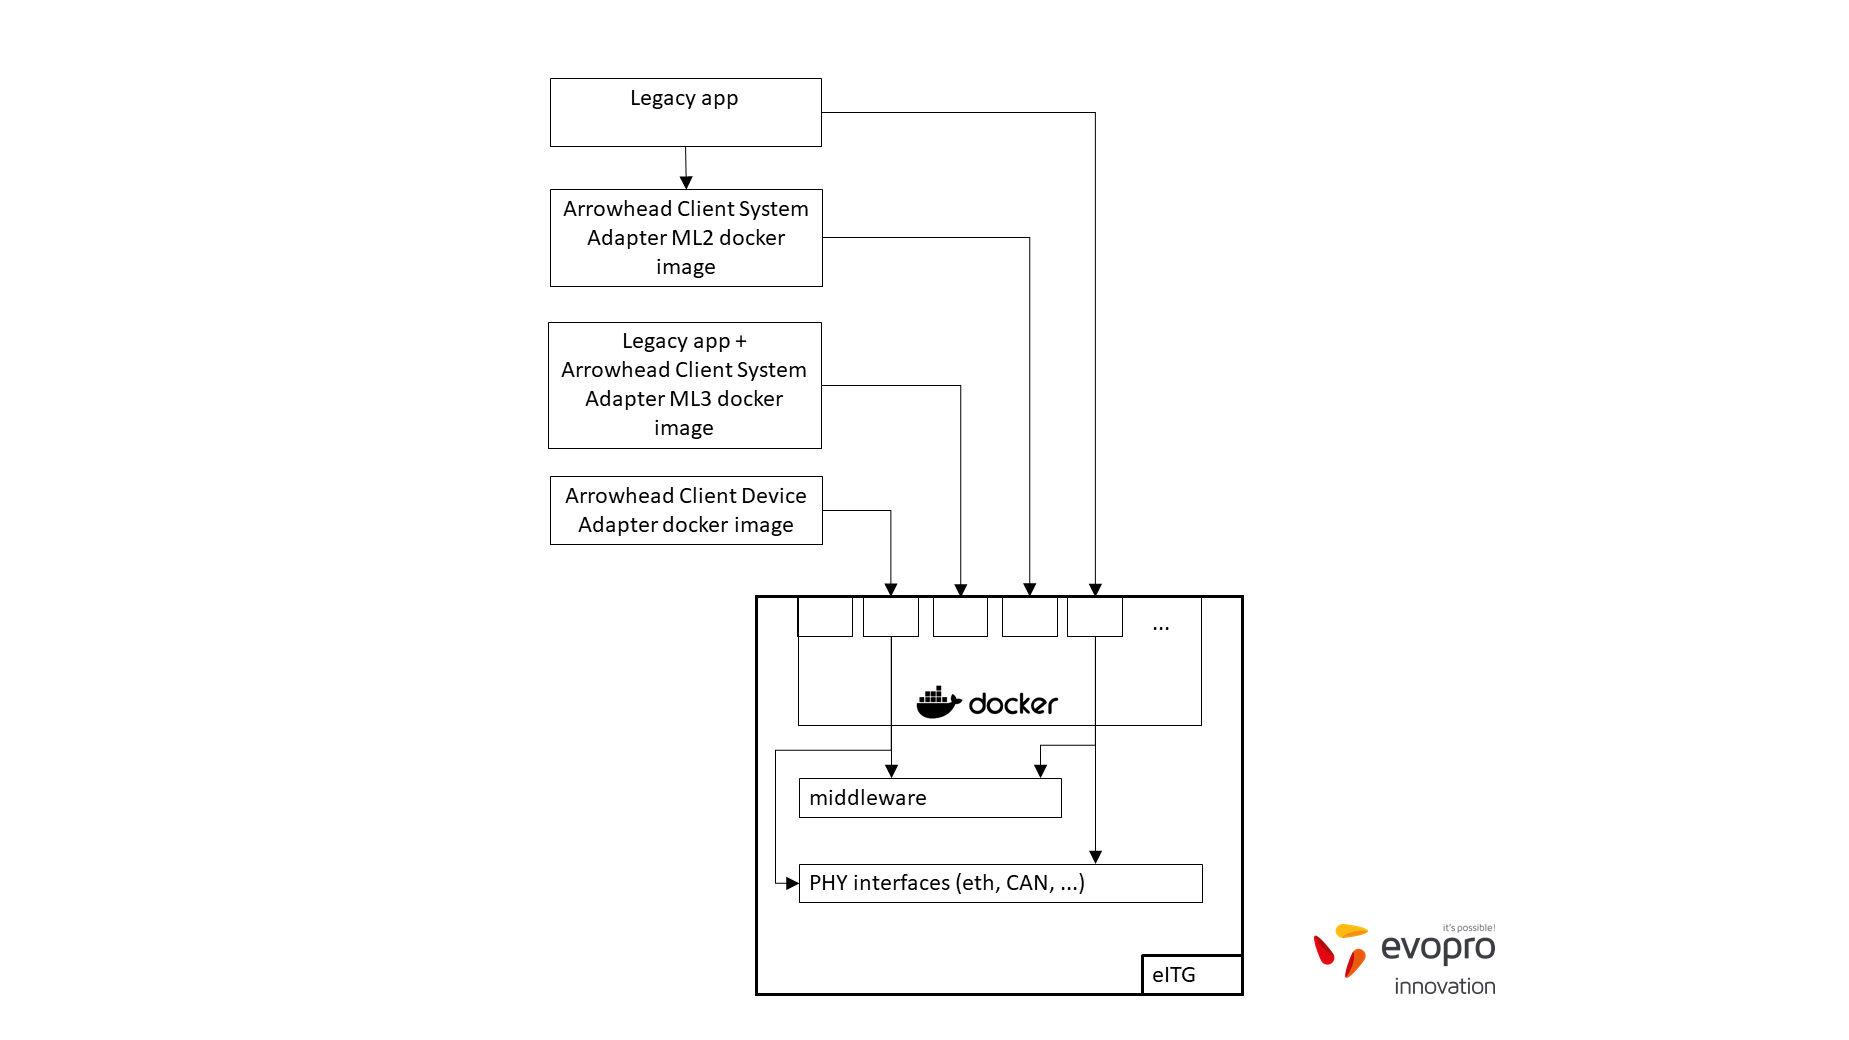 Legacy app
Arrowhead Client System
Adapter ML2 docker
image
Legacy app +
Arrowhead Client System
Adapter ML3 docker
image
Arrowhead Client Device
Adapter docker image
...
docker
middleware
PHY interfaces (eth, CAN, ...)
eITG
it's possible!
evopro
innovation